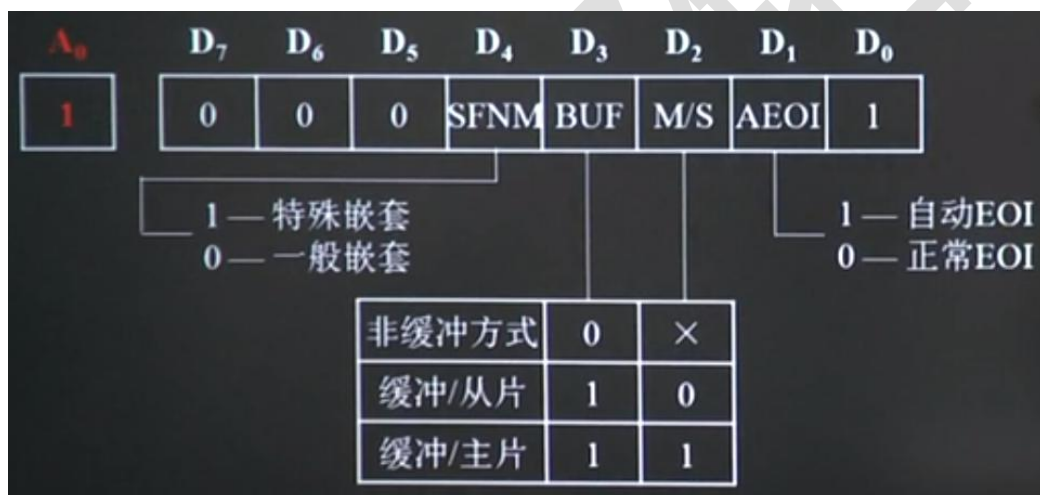 A₀ D₇ D₆ D₅ D₄ D₃ D₂ D₁ D₀
1 0 0 0 SFNM BUF M/S AEOI 1
1 — 特殊嵌套
0 — 一般嵌套
1 — 自动EOI
0 — 正常EOI
非缓冲方式 0 ×
缓冲/从片 1 0
缓冲/主片 1 1